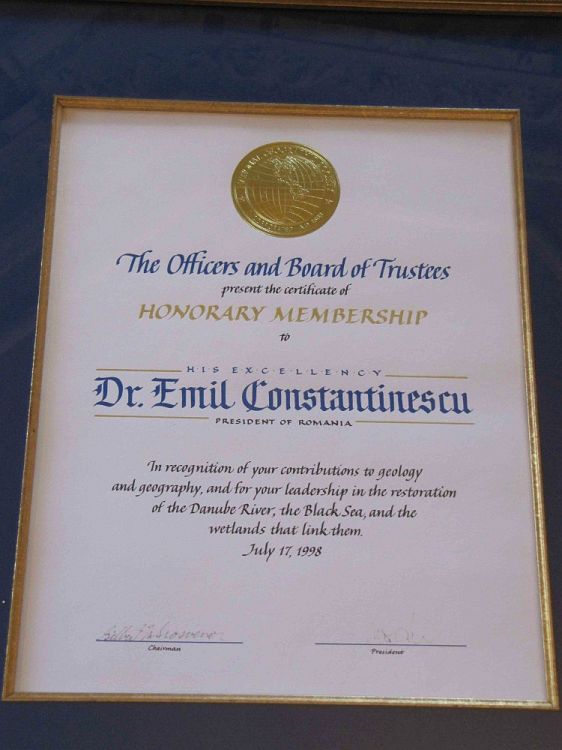 The Officers and Board of Trustees
present the certificate of
HONORARY MEMBERSHIP
to
HIS EXCELLENCY
Dr. Emil Constantinescu
PRESIDENT OF ROMANIA
In recognition of your contributions to geology
and geography, and for your leadership in the restoration
of the Danube River, the Black Sea, and the
wetlands that link them.
July 17, 1998
Chairman
President